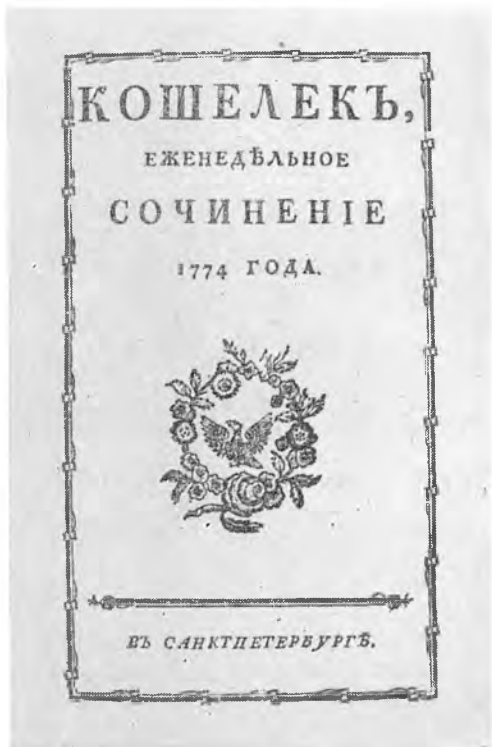 КОШЕЛЕКЪ,
ЕЖЕНЕДѢЛЬНОЕ
СОЧИНЕНІЕ
1774 ГОДА.
ВЪ САНКТПЕТЕРБУРГѢ.